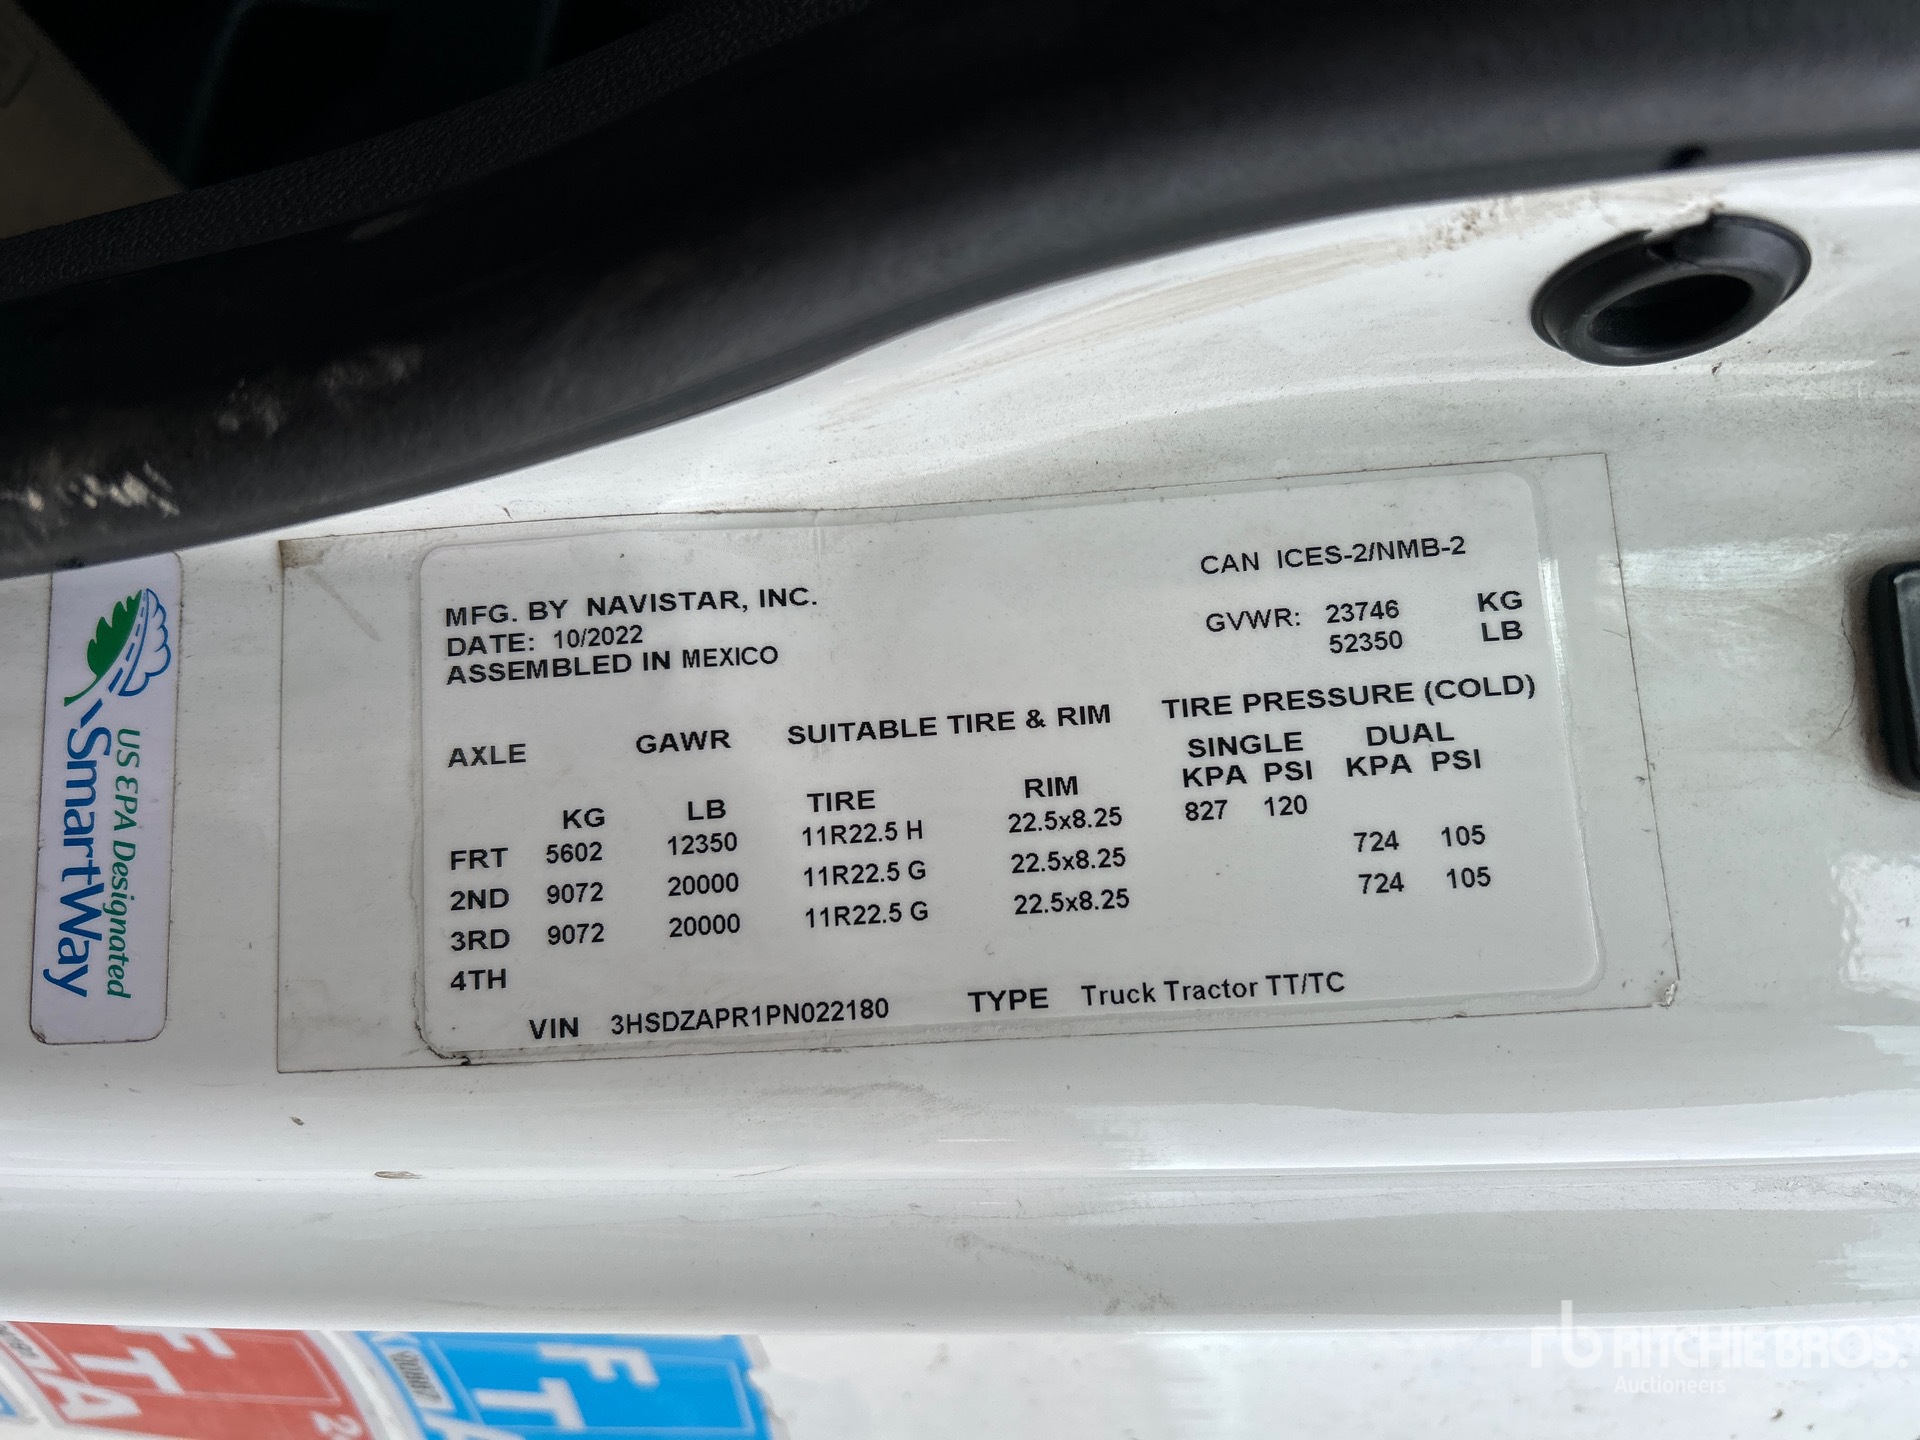 MFG. BY NAVISTAR, INC.
DATE: 10/2022
ASSEMBLED IN MEXICO
CAN ICES-2/NMB-2
GVWR: 23746 KG
52350 LB
AXLE GAWR SUITABLE TIRE & RIM TIRE PRESSURE (COLD)
SINGLE DUAL
KG LB TIRE RIM KPA PSI KPA PSI
FRT 5602 12350 11R22.5 H 22.5x8.25 827 120
2ND 9072 20000 11R22.5 G 22.5x8.25 724 105
3RD 9072 20000 11R22.5 G 22.5x8.25 724 105
4TH
VIN 3HSDZAPR1PN022180 TYPE Truck Tractor TT/TC
US EPA Designated
SmartWay
FTA
FTA
rb RITCHIE BROS.
Auctioneers